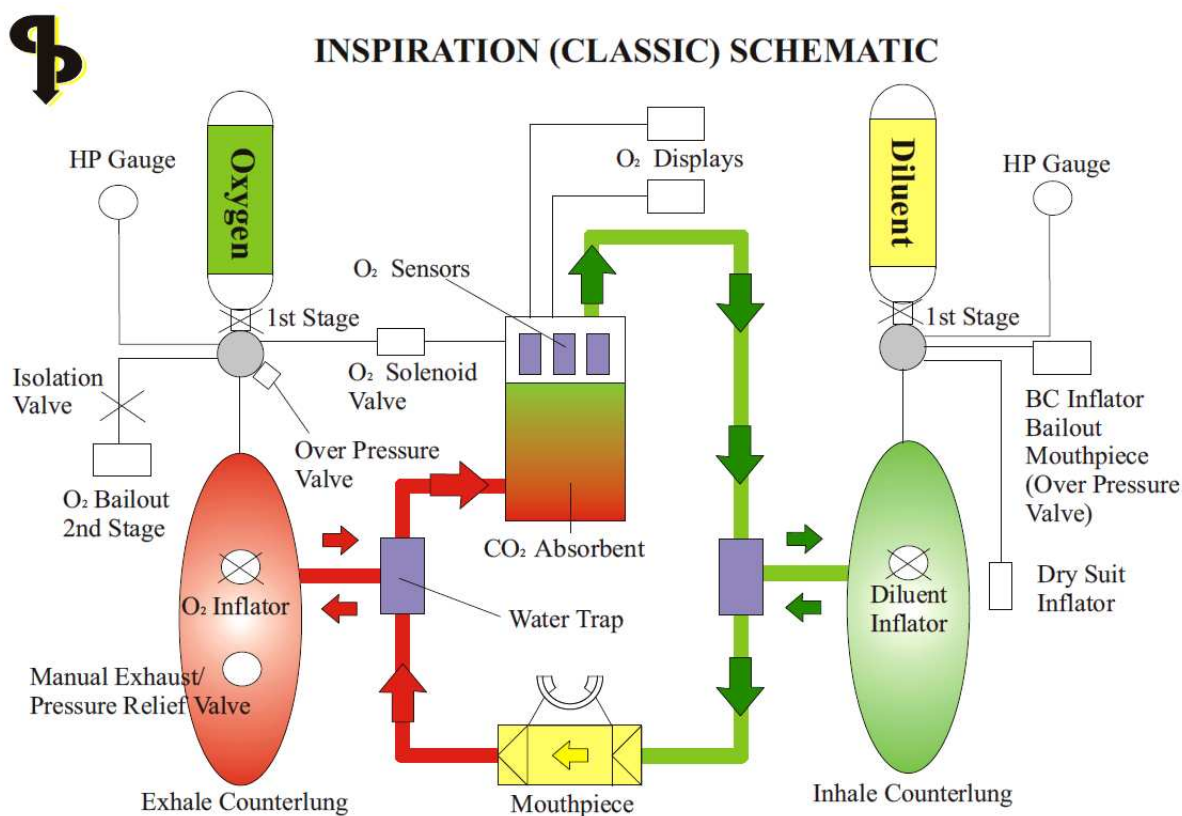 INSPIRATION (CLASSIC) SCHEMATIC
HP Gauge
Oxygen
O₂ Displays
Diluent
HP Gauge
O₂ Sensors
1st Stage
1st Stage
Isolation
Valve
O₂ Solenoid
Valve
Over Pressure
Valve
BC Inflator
Bailout
Mouthpiece
(Over Pressure
Valve)
O₂ Bailout
2nd Stage
CO₂ Absorbent
O₂ Inflator
Water Trap
Diluent
Inflator
Dry Suit
Inflator
Manual Exhaust/
Pressure Relief Valve
Exhale Counterlung
Mouthpiece
Inhale Counterlung